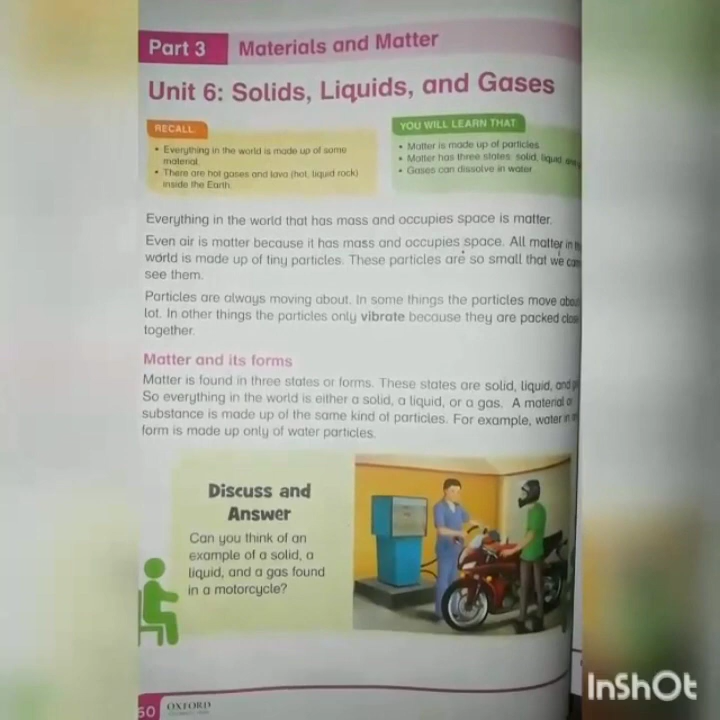 Part 3 Materials and Matter
Unit 6: Solids, Liquids, and Gases
RECALL
• Everything in the world is made up of some
material.
• There are hot gases and lava (hot, liquid rock)
inside the Earth.
YOU WILL LEARN THAT
• Matter is made up of particles.
• Matter has three states: solid, liquid, and
• Gases can dissolve in water
Everything in the world that has mass and occupies space is matter.
Even air is matter because it has mass and occupies space. All matter in th
world is made up of tiny particles. These particles are so small that we can
see them.
Particles are always moving about. In some things the particles move abou
lot. In other things the particles only vibrate because they are packed close
together.
Matter and its forms
Matter is found in three states or forms. These states are solid, liquid, and
So everything in the world is either a solid, a liquid, or a gas. A material o
substance is made up of the same kind of particles. For example, water in
form is made up only of water particles.
Discuss and
Answer
Can you think of an
example of a solid, a
liquid, and a gas found
in a motorcycle?
50 OXFORD
InShOt